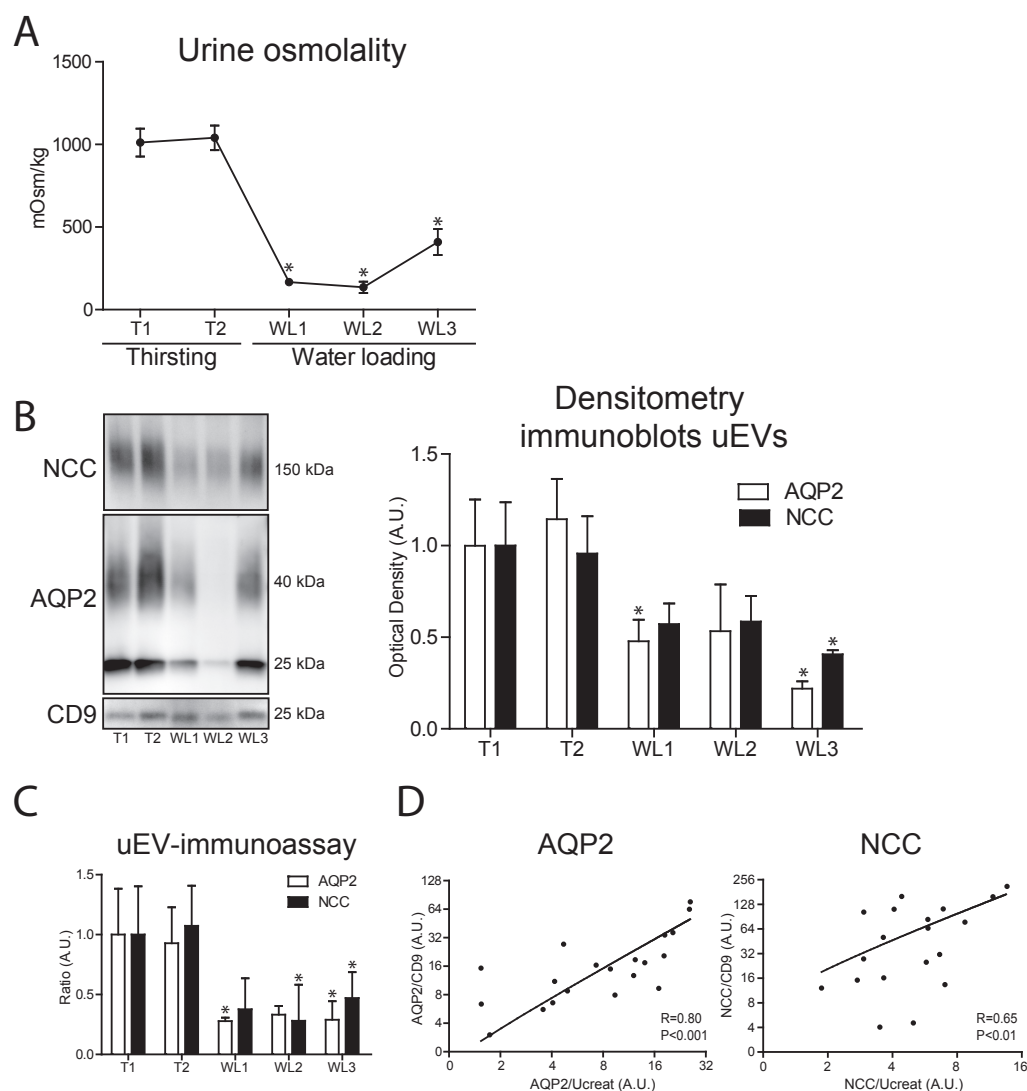 A
Urine osmolality
1500
1000
500
0
mOsm/kg
*
*
*
T1 T2 WL1 WL2 WL3
Thirsting Water loading
B
NCC
150 kDa
AQP2
40 kDa
25 kDa
CD9
25 kDa
T1 T2 WL1 WL2 WL3
Densitometry
immunoblots uEVs
AQP2
NCC
1.5
1.0
0.5
0.0
Optical Density (A.U.)
*
*
*
T1 T2 WL1 WL2 WL3
C
uEV-immunoassay
AQP2
NCC
1.5
1.0
0.5
0.0
Ratio (A.U.)
*
*
*
*
T1 T2 WL1 WL2 WL3
D
AQP2
128
64
32
16
8
4
0
AQP2/CD9 (A.U.)
R=0.80
P<0.001
0 2 4 8 16 32
AQP2/Ucreat (A.U.)
NCC
256
128
64
32
16
8
4
0
NCC/CD9 (A.U.)
R=0.65
P<0.01
0 2 4 8 16
NCC/Ucreat (A.U.)